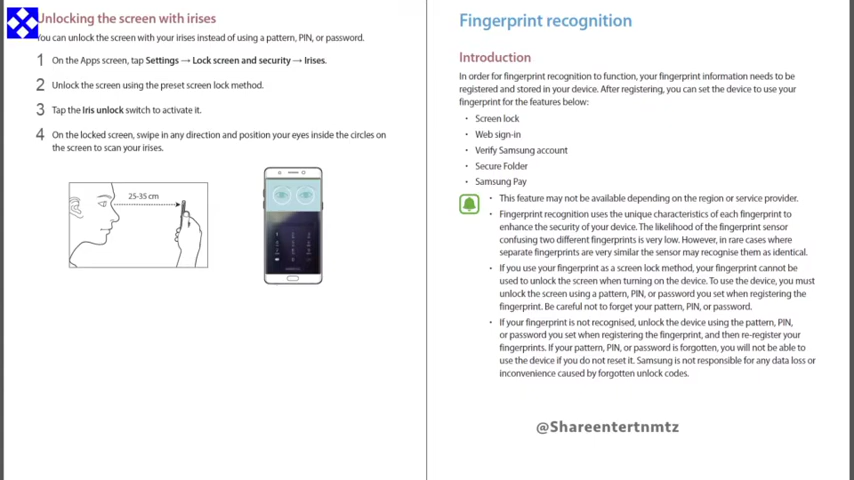 Unlocking the screen with irises
You can unlock the screen with your irises instead of using a pattern, PIN, or password.
1 On the Apps screen, tap Settings → Lock screen and security → Irises.
2 Unlock the screen using the preset screen lock method.
3 Tap the Iris unlock switch to activate it.
4 On the locked screen, swipe in any direction and position your eyes inside the circles on
the screen to scan your irises.
25-35 cm
Fingerprint recognition
Introduction
In order for fingerprint recognition to function, your fingerprint information needs to be
registered and stored in your device. After registering, you can set the device to use your
fingerprint for the features below:
• Screen lock
• Web sign-in
• Verify Samsung account
• Secure Folder
• Samsung Pay
• This feature may not be available depending on the region or service provider.
• Fingerprint recognition uses the unique characteristics of each fingerprint to
enhance the security of your device. The likelihood of the fingerprint sensor
confusing two different fingerprints is very low. However, in rare cases where
separate fingerprints are very similar the sensor may recognise them as identical.
• If you use your fingerprint as a screen lock method, your fingerprint cannot be
used to unlock the screen when turning on the device. To use the device, you must
unlock the screen using a pattern, PIN, or password you set when registering the
fingerprint. Be careful not to forget your pattern, PIN, or password.
• If your fingerprint is not recognised, unlock the device using the pattern, PIN,
or password you set when registering the fingerprint, and then re-register your
fingerprints. If your pattern, PIN, or password is forgotten, you will not be able to
use the device if you do not reset it. Samsung is not responsible for any data loss or
inconvenience caused by forgotten unlock codes.
@Shareentertnmtz